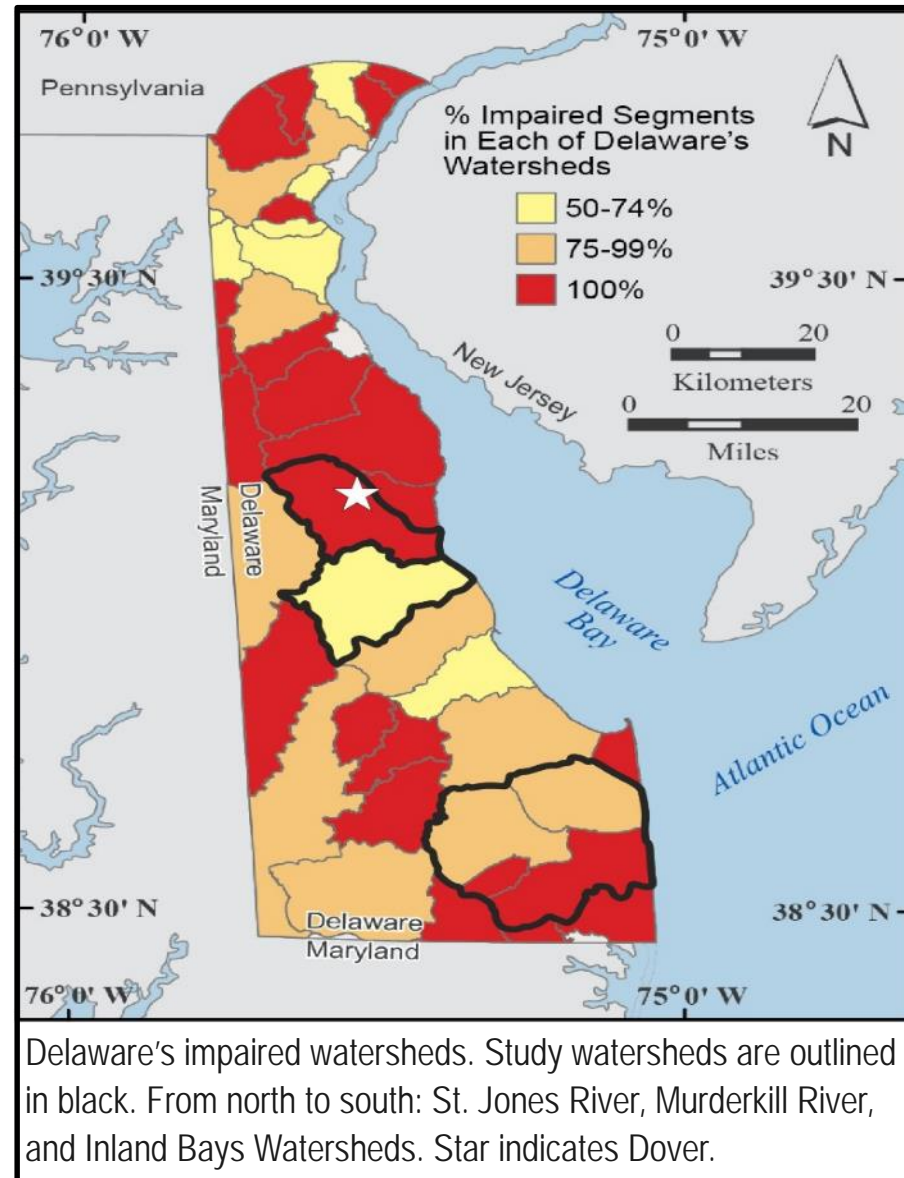 76° 0' W
75° 0' W
Pennsylvania
% Impaired Segments
in Each of Delaware's
Watersheds
N
50-74%
75-99%
100%
39° 30' N
39° 30' N
0 20
Kilometers
0 20
Miles
New Jersey
Delaware
Maryland
Delaware
Bay
Atlantic Ocean
38° 30' N
38° 30' N
Delaware
Maryland
76° 0' W
75° 0' W
Delaware's impaired watersheds. Study watersheds are outlined
in black. From north to south: St. Jones River, Murderkill River,
and Inland Bays Watersheds. Star indicates Dover.